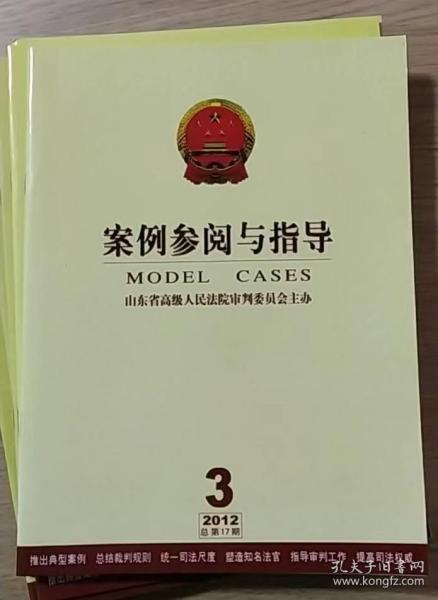 案例参阅与指导
MODEL CASES
山东省高级人民法院审判委员会主办
3
2012
总第17期
推出典型案例 总结裁判规则 统一司法尺度 塑造知名法官 指导审判工作 提高司法权威
孔夫子旧书网
book.kongfz.com